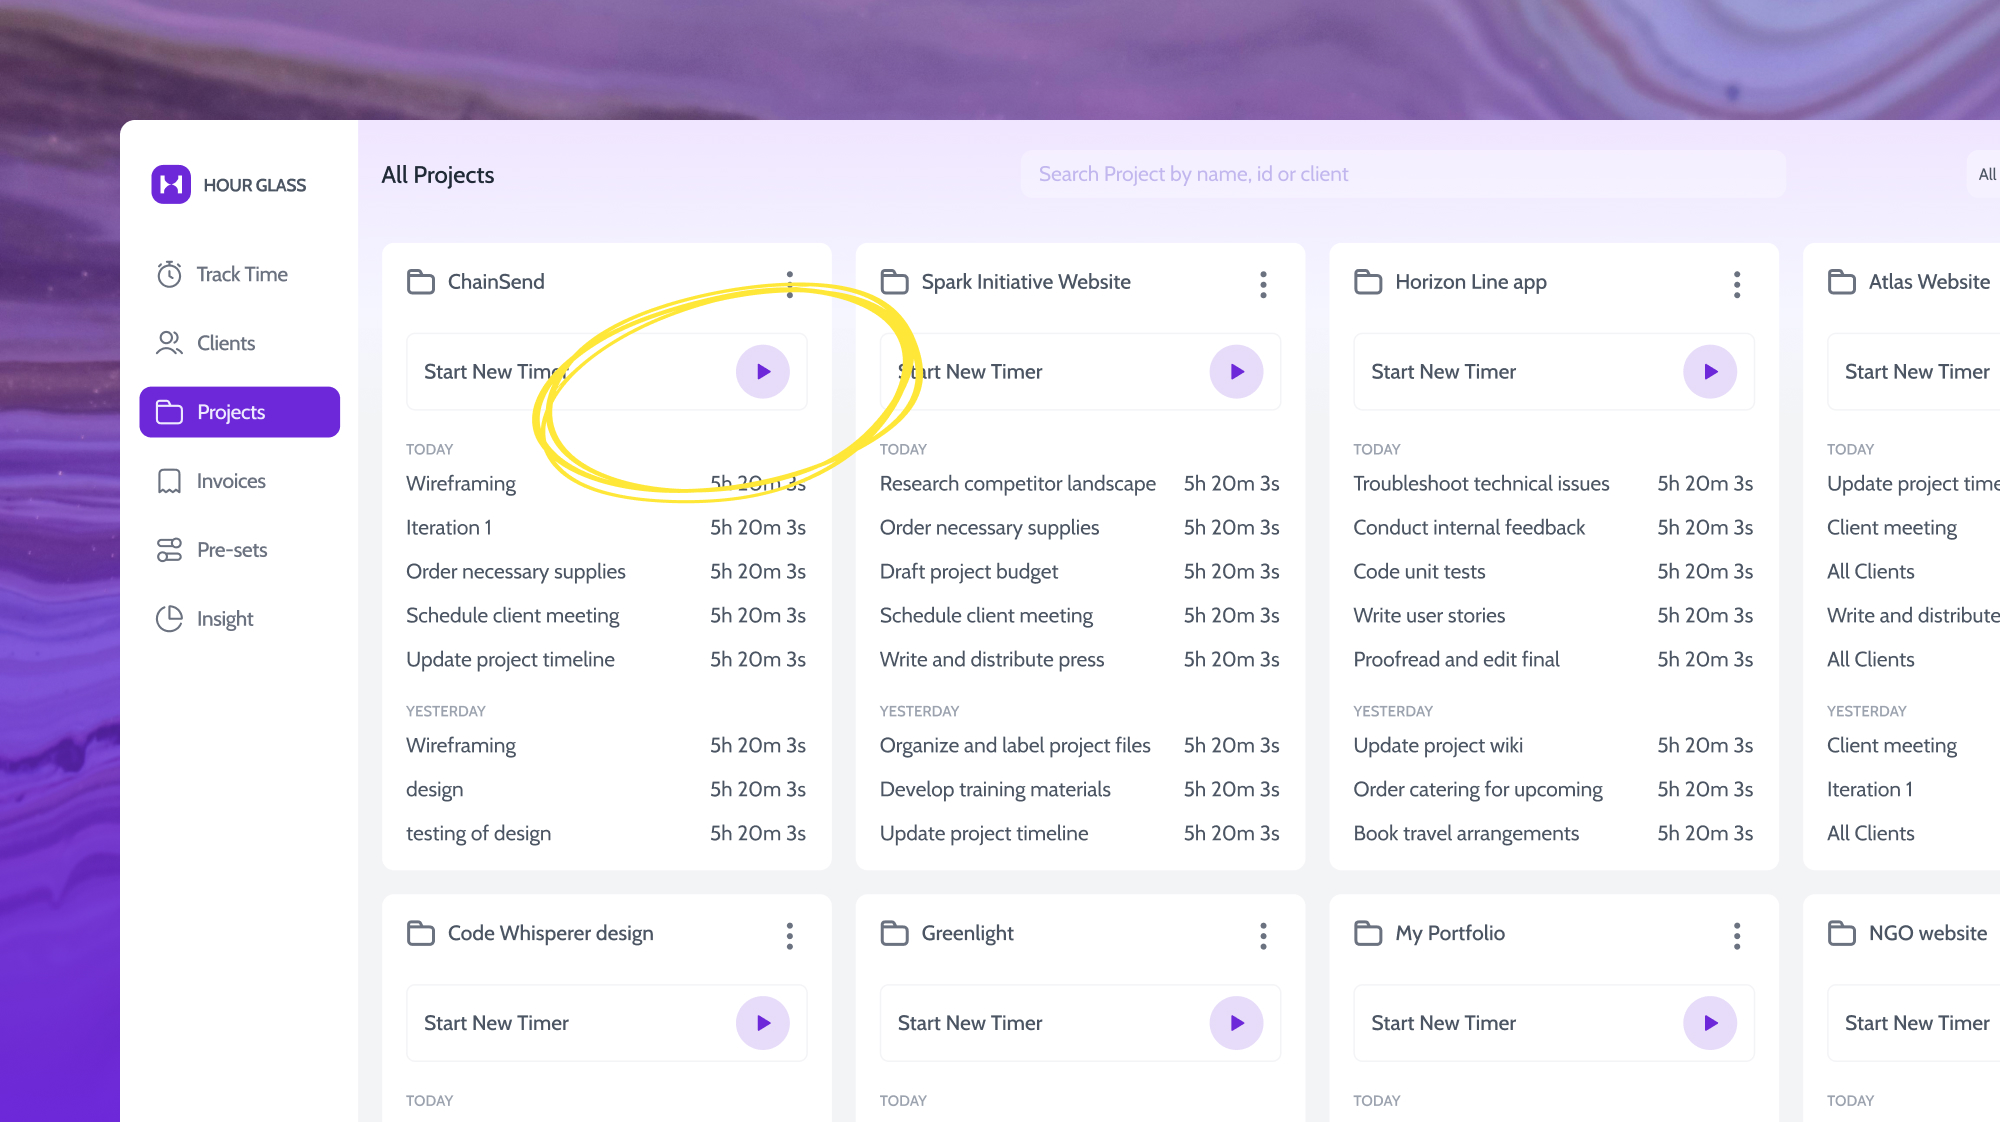 HOUR GLASS
Track Time
Clients
Projects
Invoices
Pre-sets
Insight
All Projects
Search Project by name, id or client
All
ChainSend
Start New Timer
TODAY
Wireframing 5h 20m 3s
Iteration 1 5h 20m 3s
Order necessary supplies 5h 20m 3s
Schedule client meeting 5h 20m 3s
Update project timeline 5h 20m 3s
YESTERDAY
Wireframing 5h 20m 3s
design 5h 20m 3s
testing of design 5h 20m 3s
Spark Initiative Website
Start New Timer
TODAY
Research competitor landscape 5h 20m 3s
Order necessary supplies 5h 20m 3s
Draft project budget 5h 20m 3s
Schedule client meeting 5h 20m 3s
Write and distribute press 5h 20m 3s
YESTERDAY
Organize and label project files 5h 20m 3s
Develop training materials 5h 20m 3s
Update project timeline 5h 20m 3s
Horizon Line app
Start New Timer
TODAY
Troubleshoot technical issues 5h 20m 3s
Conduct internal feedback 5h 20m 3s
Code unit tests 5h 20m 3s
Write user stories 5h 20m 3s
Proofread and edit final 5h 20m 3s
YESTERDAY
Update project wiki 5h 20m 3s
Order catering for upcoming 5h 20m 3s
Book travel arrangements 5h 20m 3s
Atlas Website
Start New Timer
TODAY
Update project time
Client meeting
All Clients
Write and distribute
All Clients
YESTERDAY
Client meeting
Iteration 1
All Clients
Code Whisperer design
Start New Timer
TODAY
Greenlight
Start New Timer
TODAY
My Portfolio
Start New Timer
TODAY
NGO website
Start New Timer
TODAY